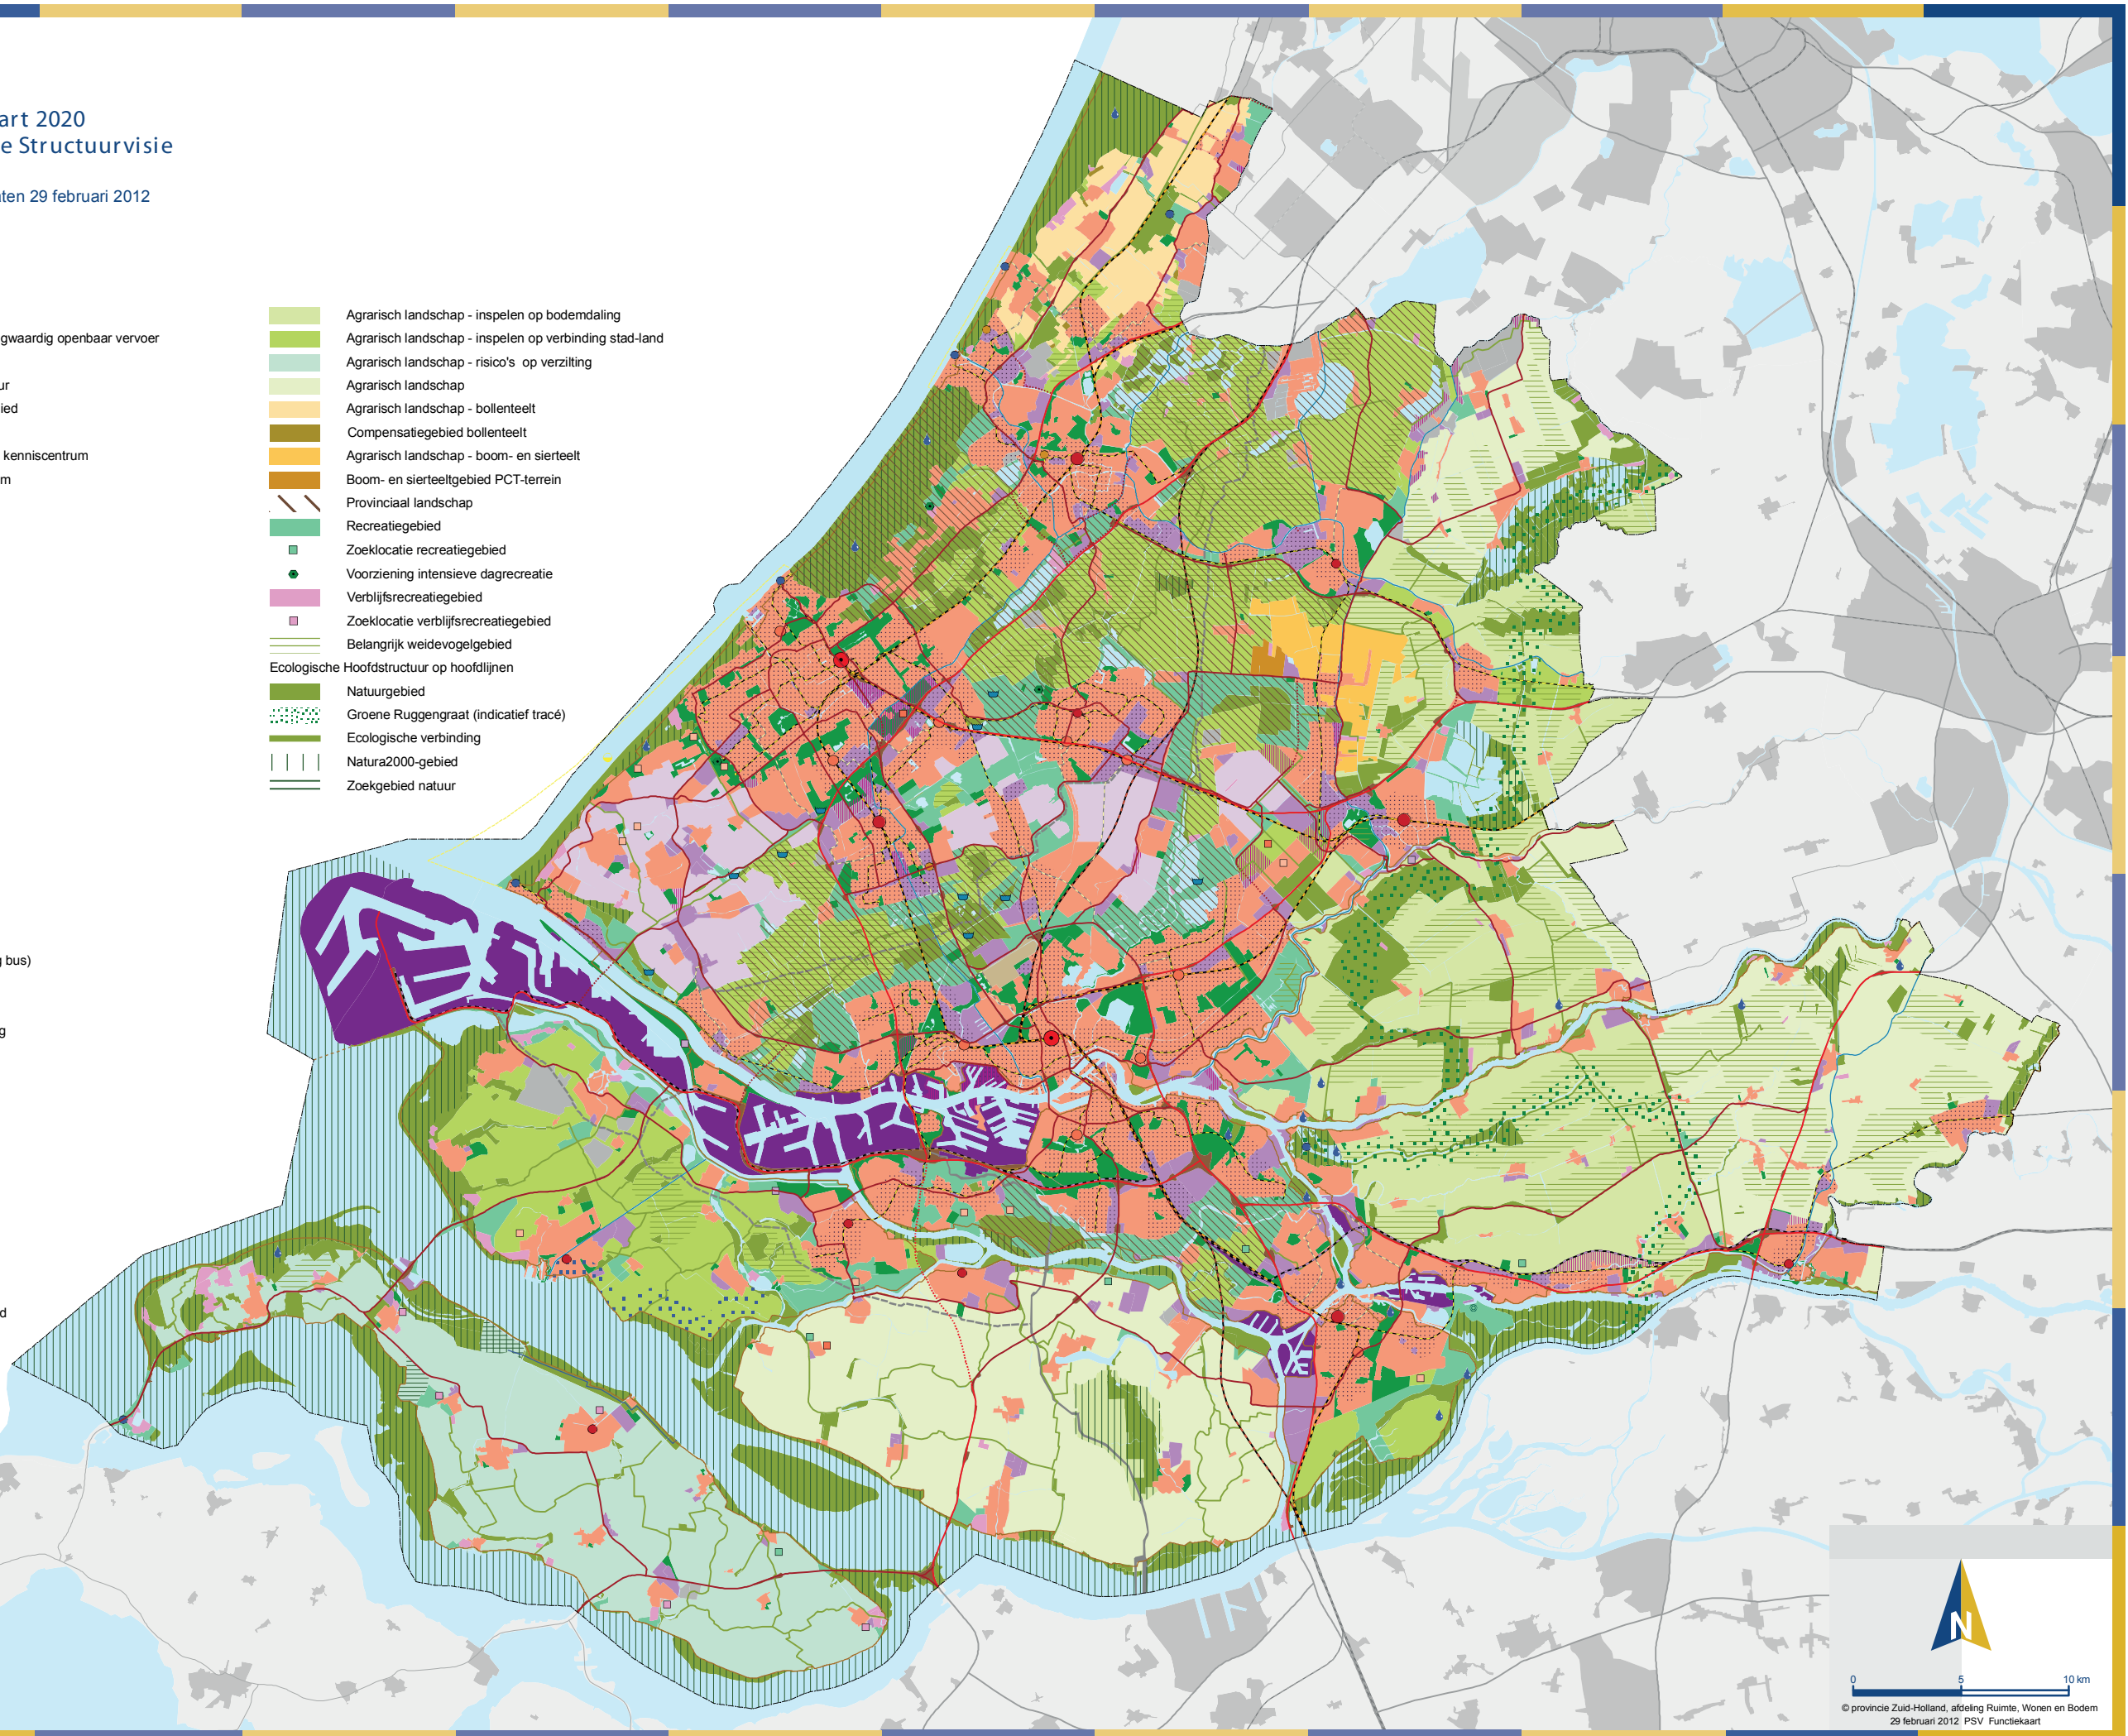 art 2020
e Structuurvisie
ten 29 februari 2012
gwaardig openbaar vervoer
ur
ied
kenniscentrum
m
g bus)
g
d
Agrarisch landschap - inspelen op bodemdaling
Agrarisch landschap - inspelen op verbinding stad-land
Agrarisch landschap - risico's op verzilting
Agrarisch landschap
Agrarisch landschap - bollenteelt
Compensatiegebied bollenteelt
Agrarisch landschap - boom- en sierteelt
Boom- en sierteeltgebied PCT-terrein
Provinciaal landschap
Recreatiegebied
Zoeklocatie recreatiegebied
Voorziening intensieve dagrecreatie
Verblijfsrecreatiegebied
Zoeklocatie verblijfsrecreatiegebied
Belangrijk weidevogelgebied
Ecologische Hoofdstructuur op hoofdlijnen
Natuurgebied
Groene Ruggengraat (indicatief tracé)
Ecologische verbinding
Natura2000-gebied
Zoekgebied natuur
N
0 5 10 km
© provincie Zuid-Holland, afdeling Ruimte, Wonen en Bodem
29 februari 2012 PSV Functiekaart